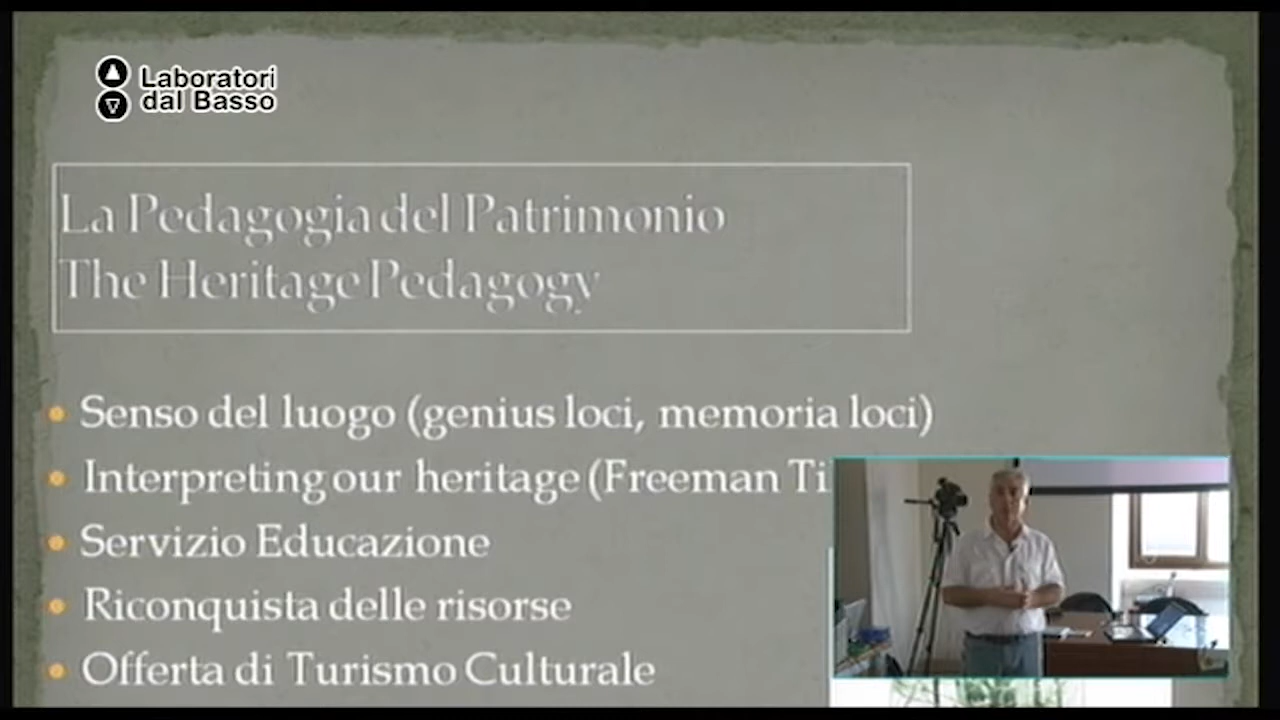 Laboratori
dal Basso
La Pedagogia del Patrimonio
The Heritage Pedagogy
Senso del luogo (genius loci, memoria loci)
Interpreting our heritage (Freeman
Servizio Educazione
Riconquista delle risorse
Offerta di Turismo Culturale